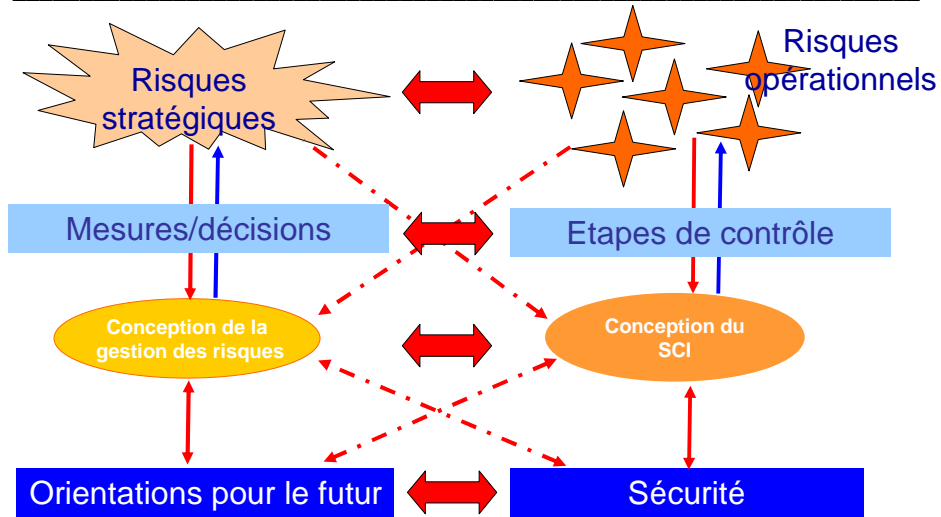 Risques
stratégiques
Risques
opérationnels
Mesures/décisions
Etapes de contrôle
Conception de la
gestion des risques
Conception du
SCI
Orientations pour le futur
Sécurité